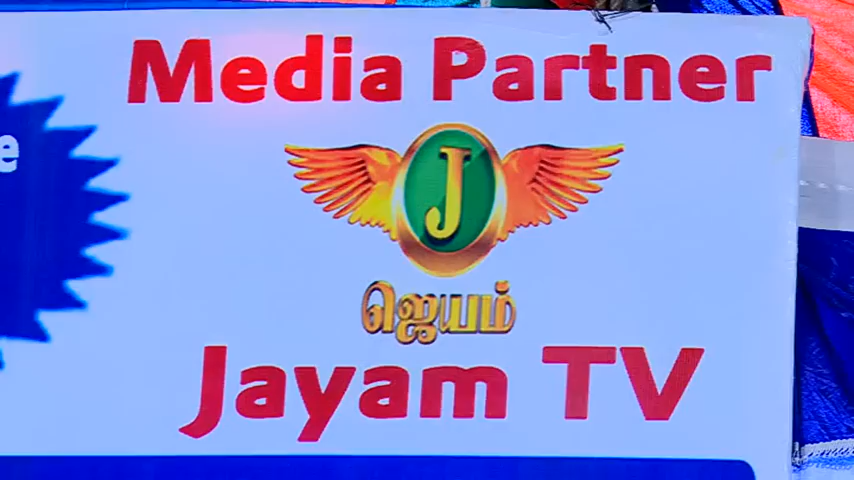 Media Partner
e
J
ஜெயம்
Jayam TV